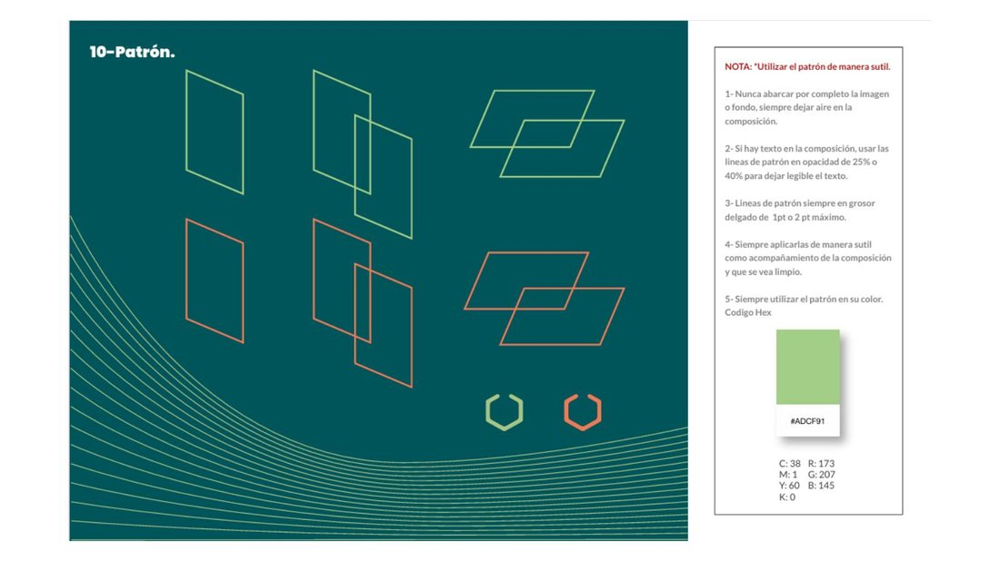 10-Patrón.
NOTA: *Utilizar el patrón de manera sutil.
1- Nunca abarcar por completo la imagen
o fondo, siempre dejar aire en la
composición.
2- Si hay texto en la composición, usar las
lineas de patrón en opacidad de 25% o
40% para dejar legible el texto.
3- Lineas de patrón siempre en grosor
delgado de 1pt o 2 pt máximo.
4- Siempre aplicarlas de manera sutil
como acompañamiento de la composición
y que se vea limpio.
5- Siempre utilizar el patrón en su color.
Codigo Hex
#ADCF91
C: 38 R: 173
M: 1 G: 207
Y: 60 B: 145
K: 0